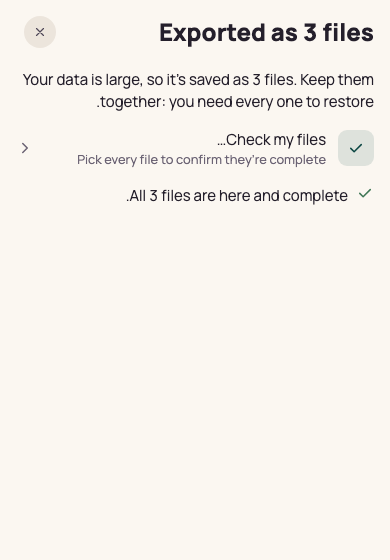 Exported as 3 files
Your data is large, so it's saved as 3 files. Keep them
together: you need every one to restore.
Check my files…
Pick every file to confirm they're complete
All 3 files are here and complete.